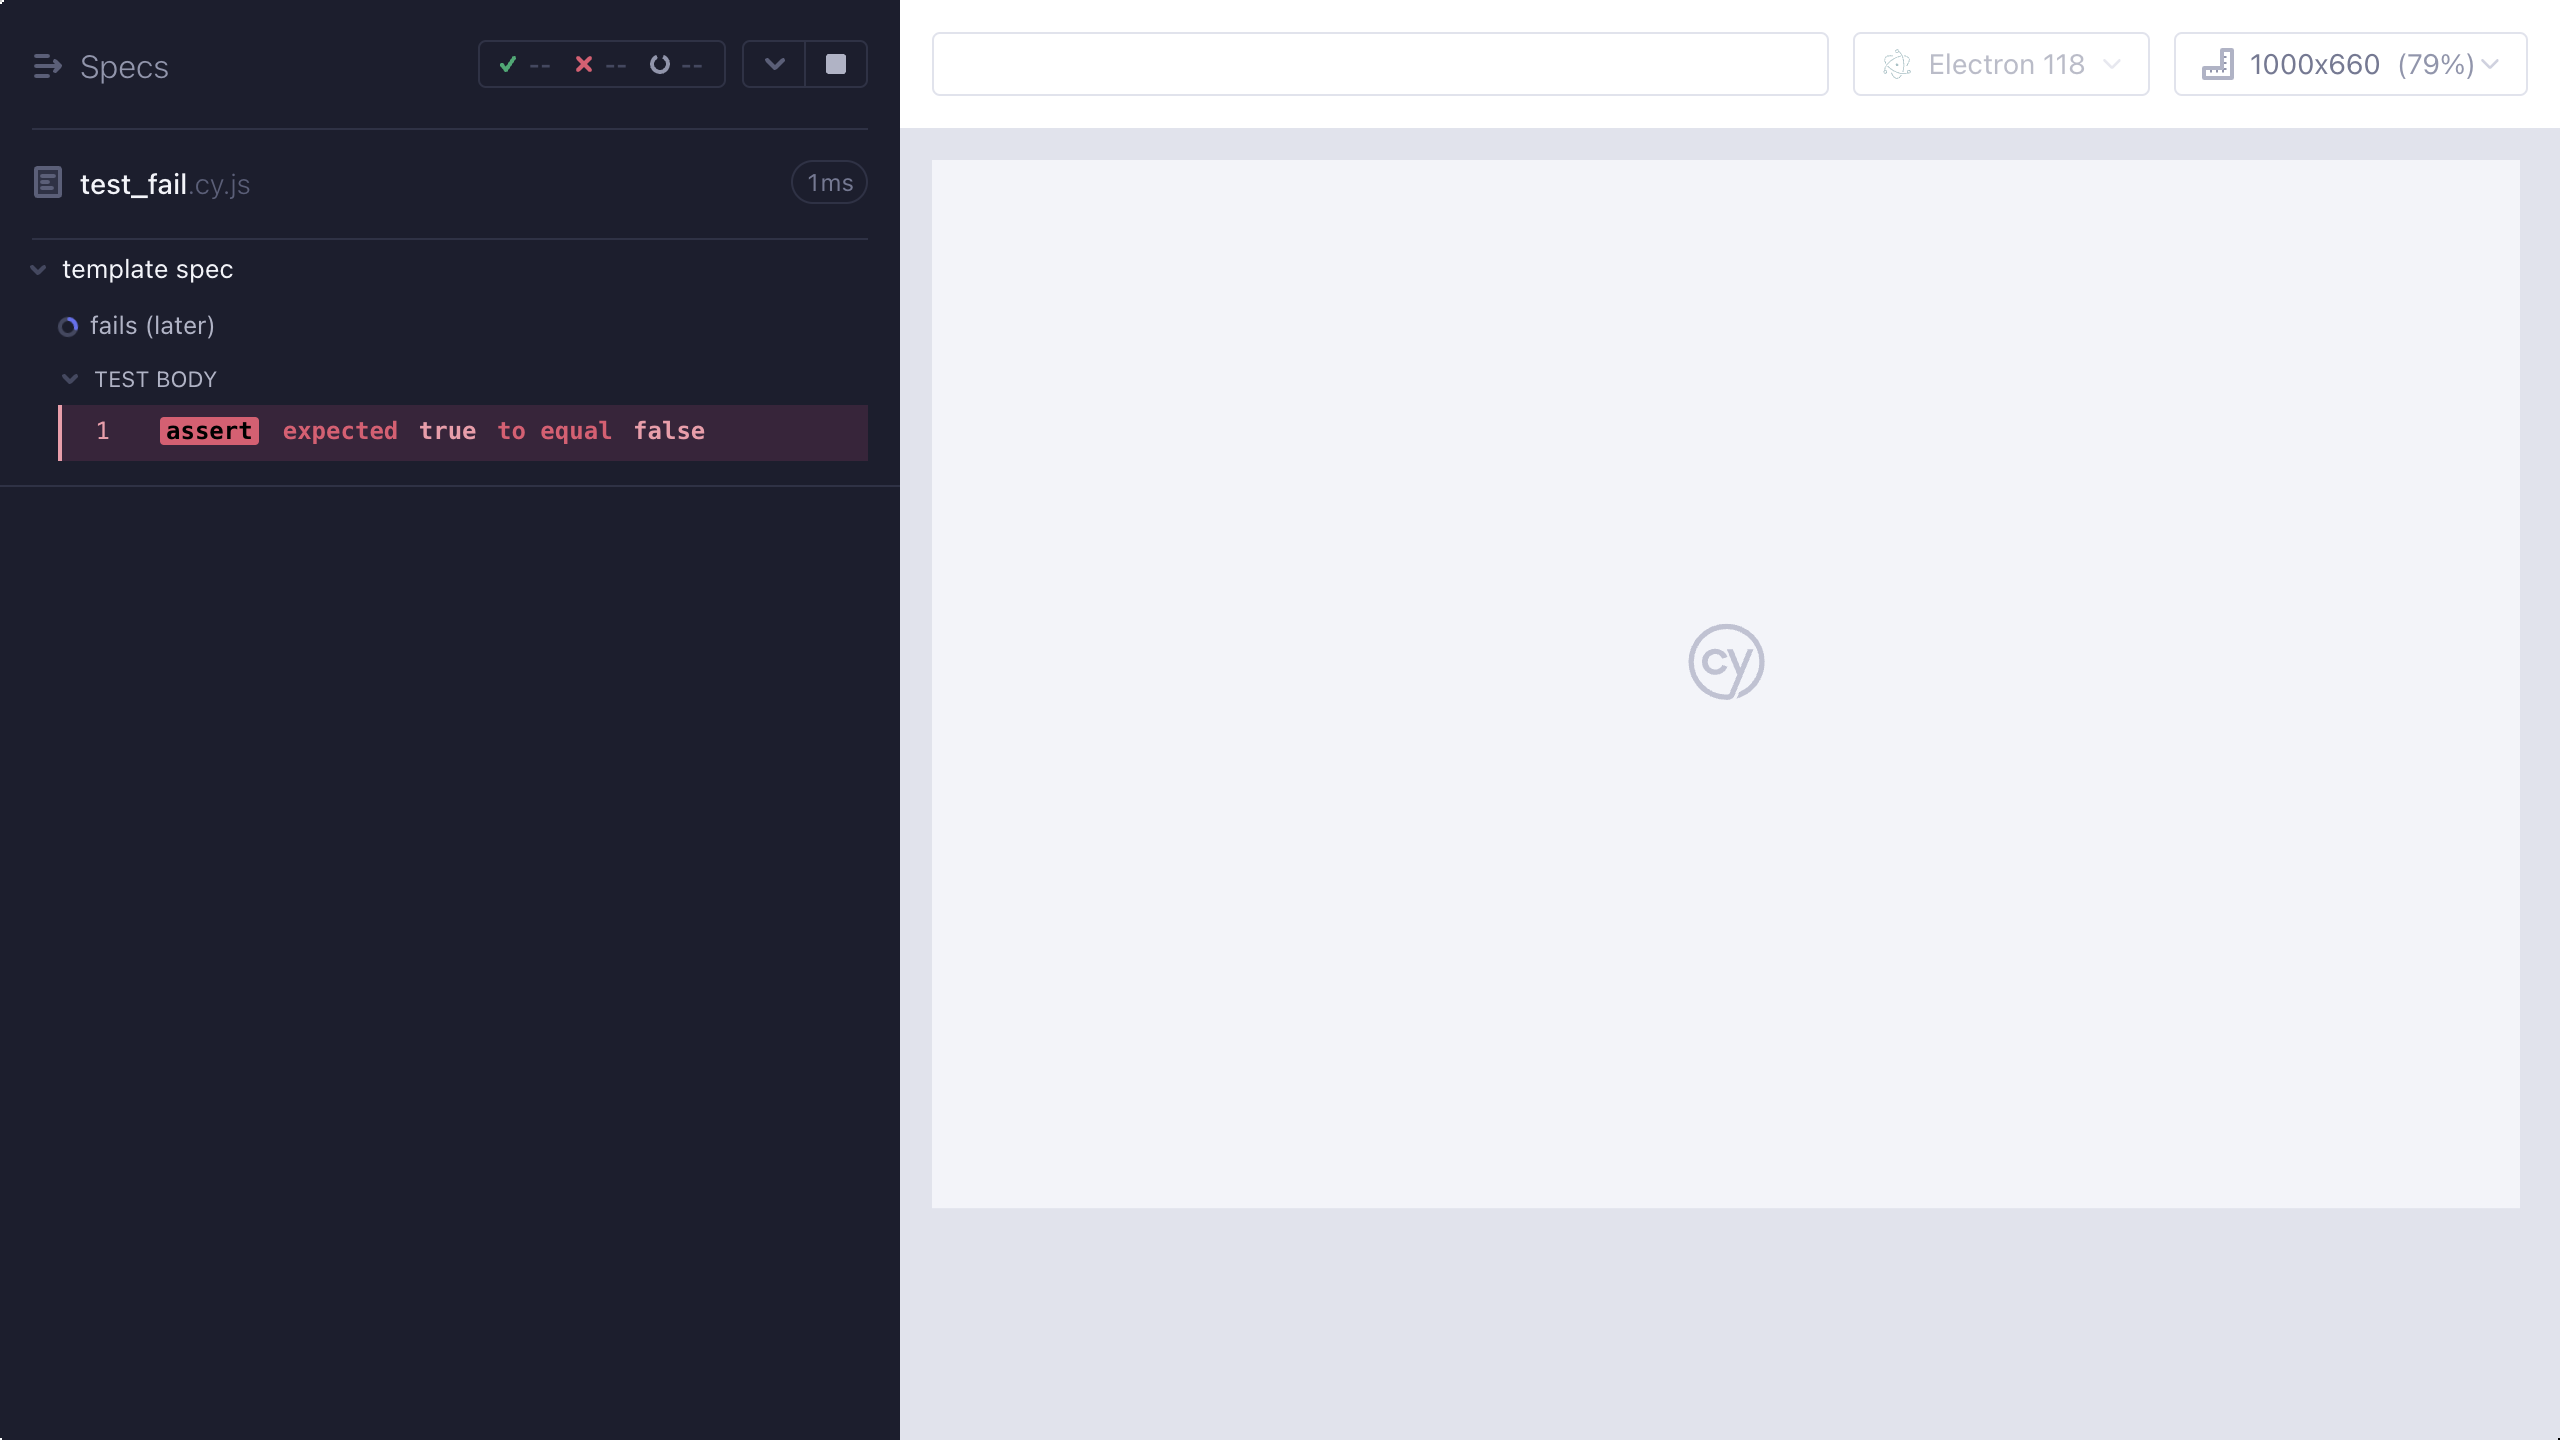 Specs
-- -- --
test_fail.cy.js
1ms
template spec
fails (later)
TEST BODY
1 assert expected true to equal false
Electron 118
1000x660 (79%)
cy